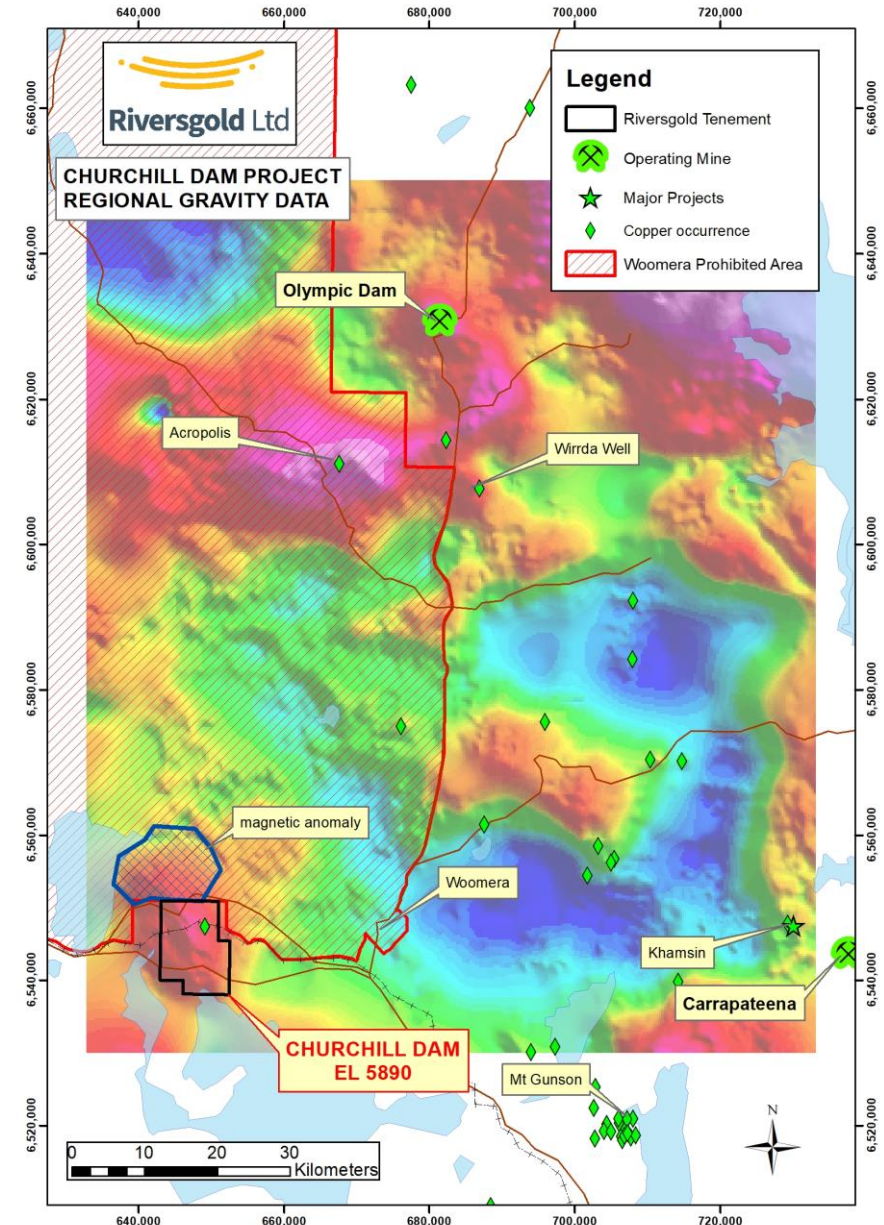 640,000
660,000
680,000
700,000
720,000
Riversgold Ltd
CHURCHILL DAM PROJECT
REGIONAL GRAVITY DATA
Legend
Riversgold Tenement
Operating Mine
Major Projects
Copper occurrence
Woomera Prohibited Area
6,660,000
6,660,000
6,640,000
6,640,000
Olympic Dam
6,620,000
6,620,000
Acropolis
Wirrda Well
6,600,000
6,600,000
6,580,000
6,580,000
6,560,000
6,560,000
magnetic anomaly
Woomera
Khamsin
6,540,000
6,540,000
Carrapateena
CHURCHILL DAM
EL 5890
Mt Gunson
6,520,000
6,520,000
N
0 10 20 30
Kilometers
640,000
660,000
680,000
700,000
720,000